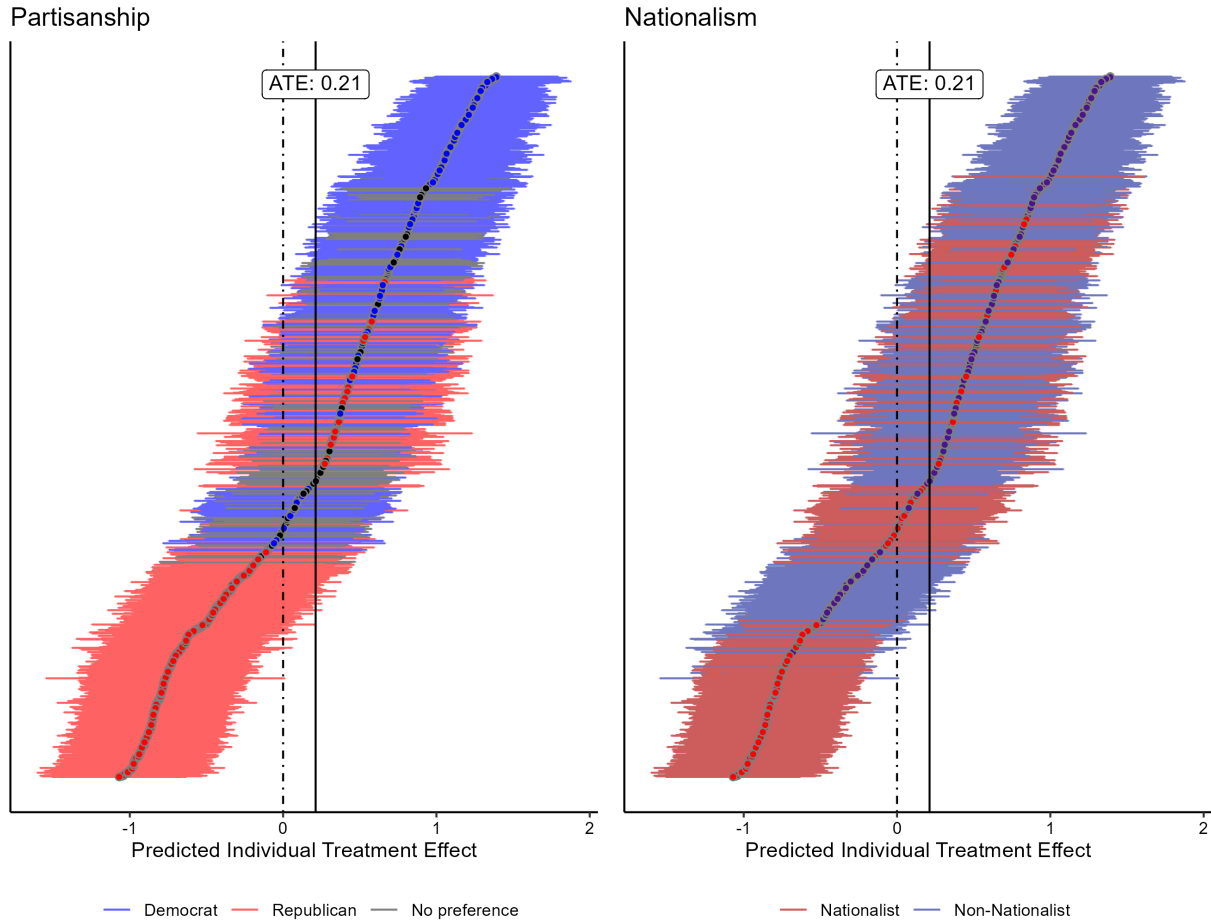 Partisanship
ATE: 0.21
-1 0 1 2
Predicted Individual Treatment Effect
Democrat Republican No preference
Nationalism
ATE: 0.21
-1 0 1 2
Predicted Individual Treatment Effect
Nationalist Non-Nationalist